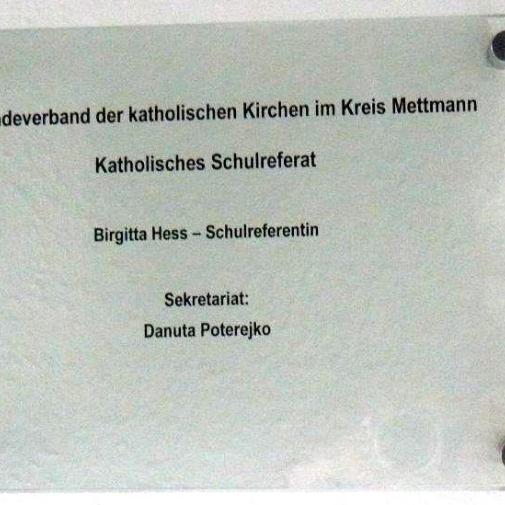 deverband der katholischen Kirchen im Kreis Mettmann
Katholisches Schulreferat
Birgitta Hess – Schulreferentin
Sekretariat:
Danuta Poterejko